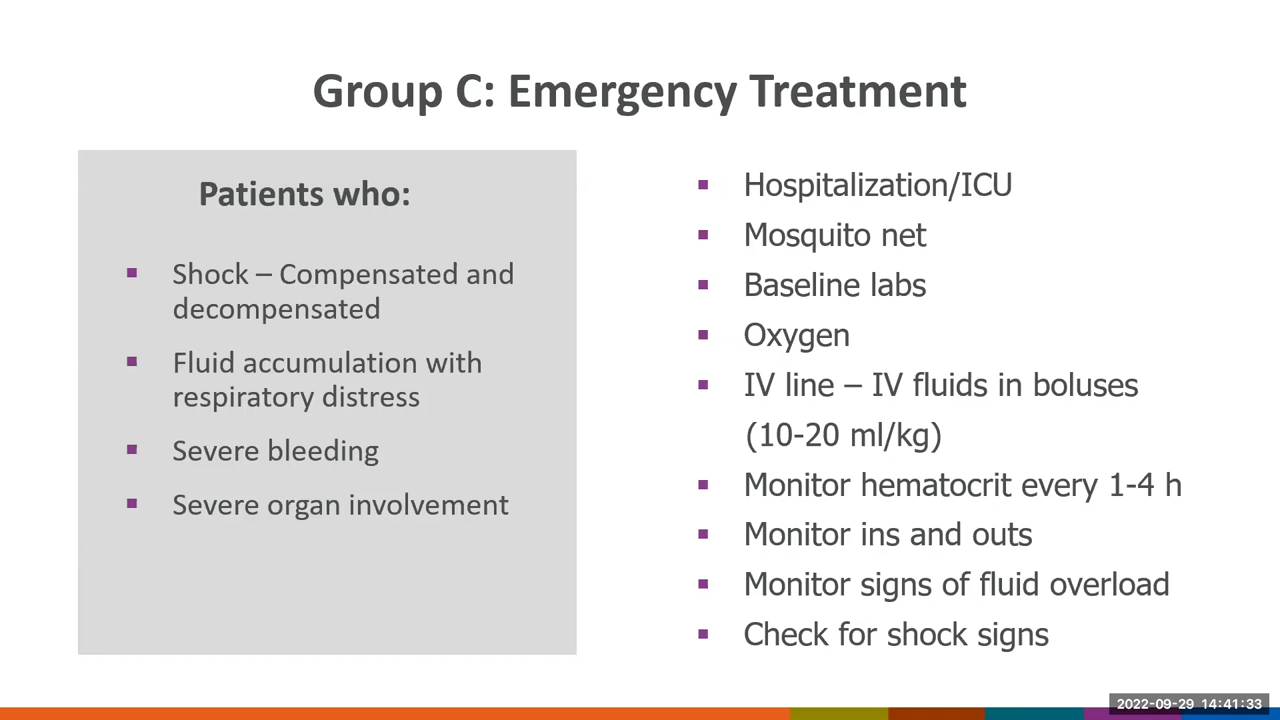 Group C: Emergency Treatment
Patients who:
Shock – Compensated and
decompensated
Fluid accumulation with
respiratory distress
Severe bleeding
Severe organ involvement
Hospitalization/ICU
Mosquito net
Baseline labs
Oxygen
IV line – IV fluids in boluses
(10-20 ml/kg)
Monitor hematocrit every 1-4 h
Monitor ins and outs
Monitor signs of fluid overload
Check for shock signs
2022-09-29 14:41:33